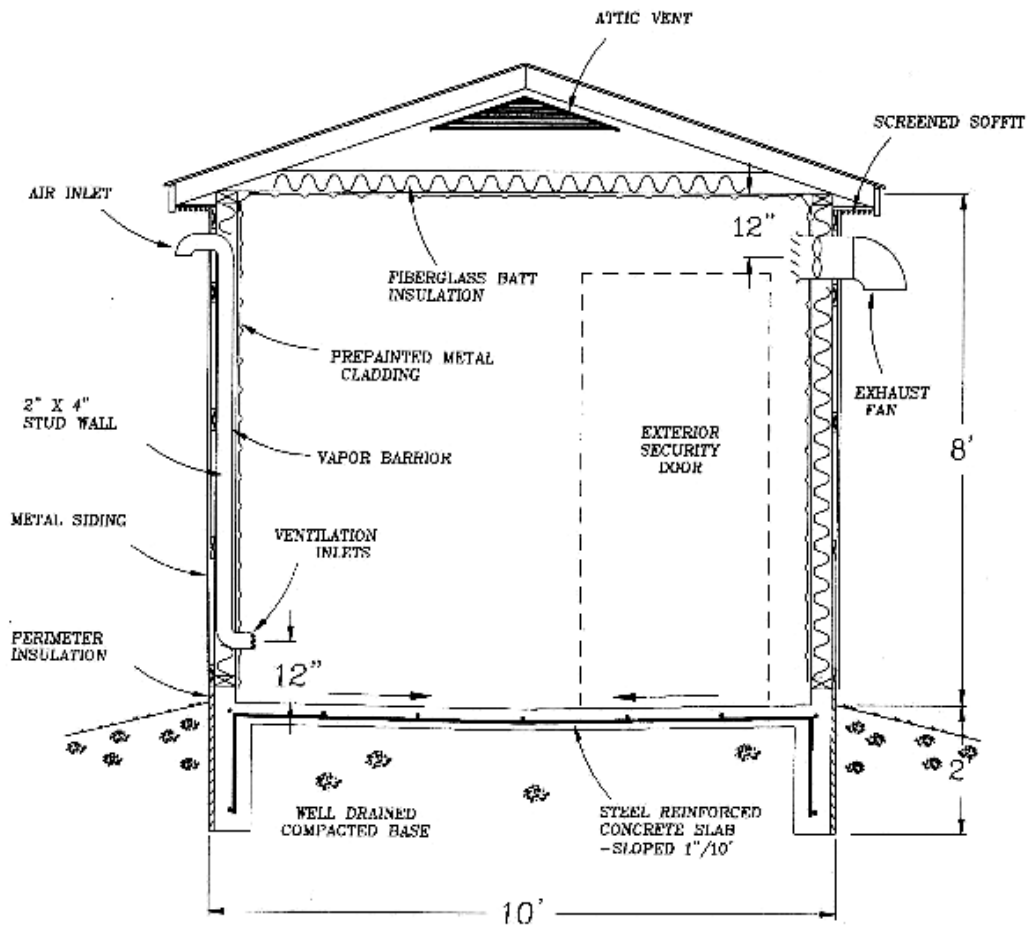 ATTIC VENT
SCREENED SOFFIT
AIR INLET
12"
FIBERGLASS BATT
INSULATION
PREPAINTED METAL
CLADDING
EXHAUST
FAN
2" X 4"
STUD WALL
EXTERIOR
SECURITY
DOOR
8'
VAPOR BARRIER
METAL SIDING
VENTILATION
INLETS
PERIMETER
INSULATION
12"
2'
WELL DRAINED
COMPACTED BASE
STEEL REINFORCED
CONCRETE SLAB
-SLOPED 1"/10'
10'